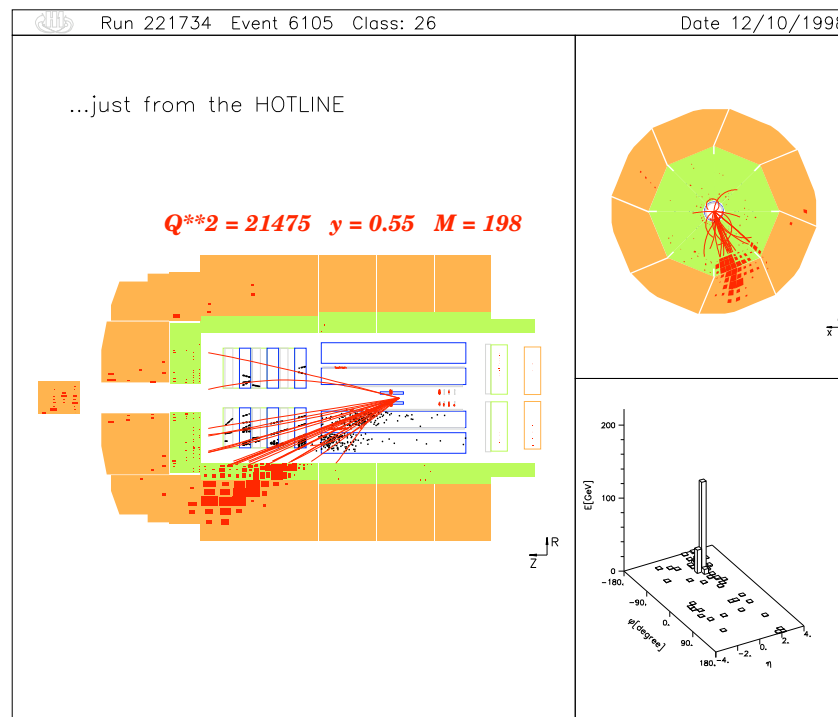 Run 221734 Event 6105 Class: 26
Date 12/10/1998
...just from the HOTLINE
Q**2 = 21475 y = 0.55 M = 198
R
Z
x
E[GeV]
200
100
0
-180.
-90.
0.
90.
180.
φ[degree]
-4.
-2.
0.
2.
4.
η